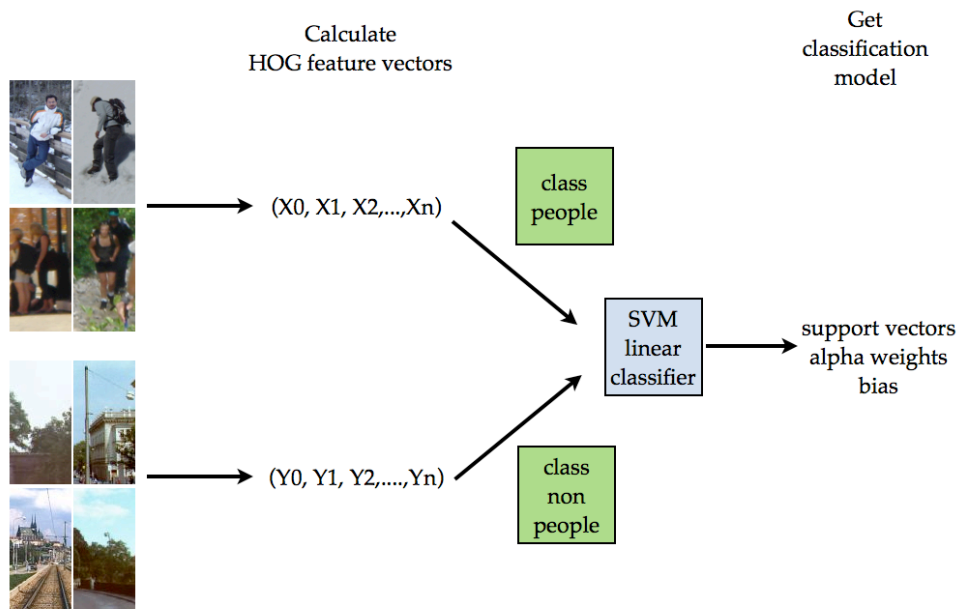 Calculate
HOG feature vectors
Get
classification
model
(X0, X1, X2,...,Xn)
class
people
SVM
linear
classifier
support vectors
alpha weights
bias
(Y0, Y1, Y2,....,Yn)
class
non
people